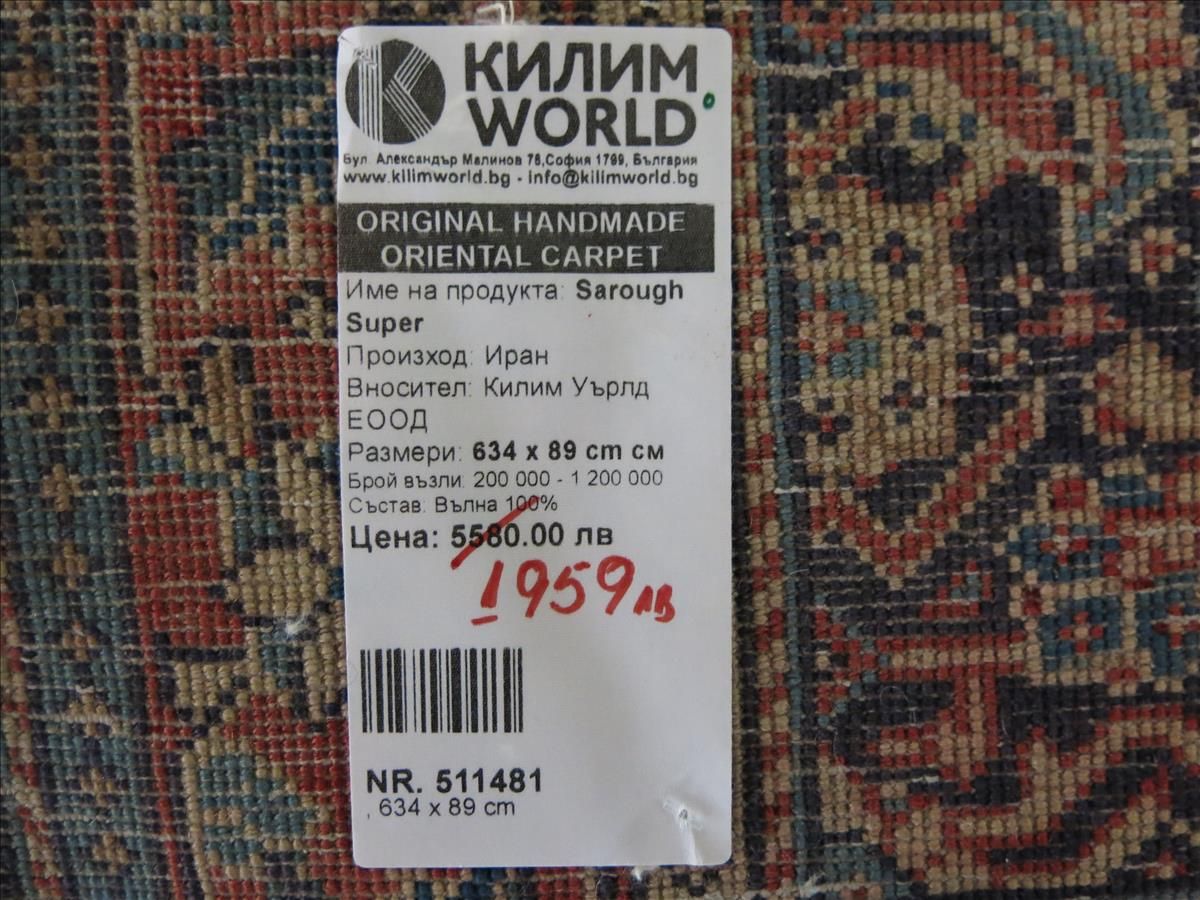 КИЛИМ
WORLD
бул. Александър Малинов 78,София 1799, България
www.kilimworld.bg - info@kilimworld.bg
ORIGINAL HANDMADE
ORIENTAL CARPET
Име на продукта: Sarough
Super
Произход: Иран
Вносител: Килим Уърлд
ЕООД
Размери: 634 x 89 cm см
Брой възли: 200 000 - 1 200 000
Състав: Вълна 100%
Цена: 5580.00 лв
1959 лв
NR. 511481
, 634 x 89 cm